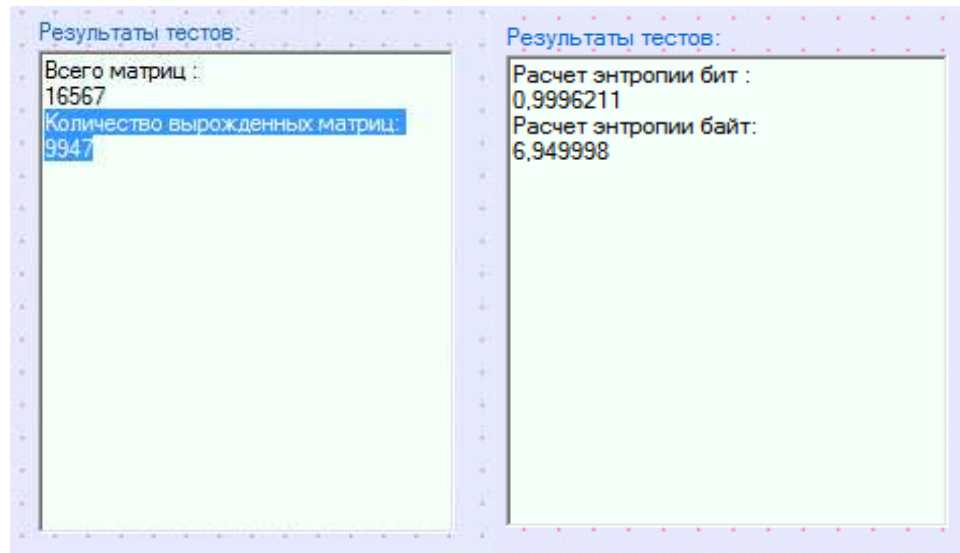 Результаты тестов:
Всего матриц :
16567
Количество вырожденных матриц:
9947
Результаты тестов:
Расчет энтропии бит :
0,9996211
Расчет энтропии байт:
6,949998